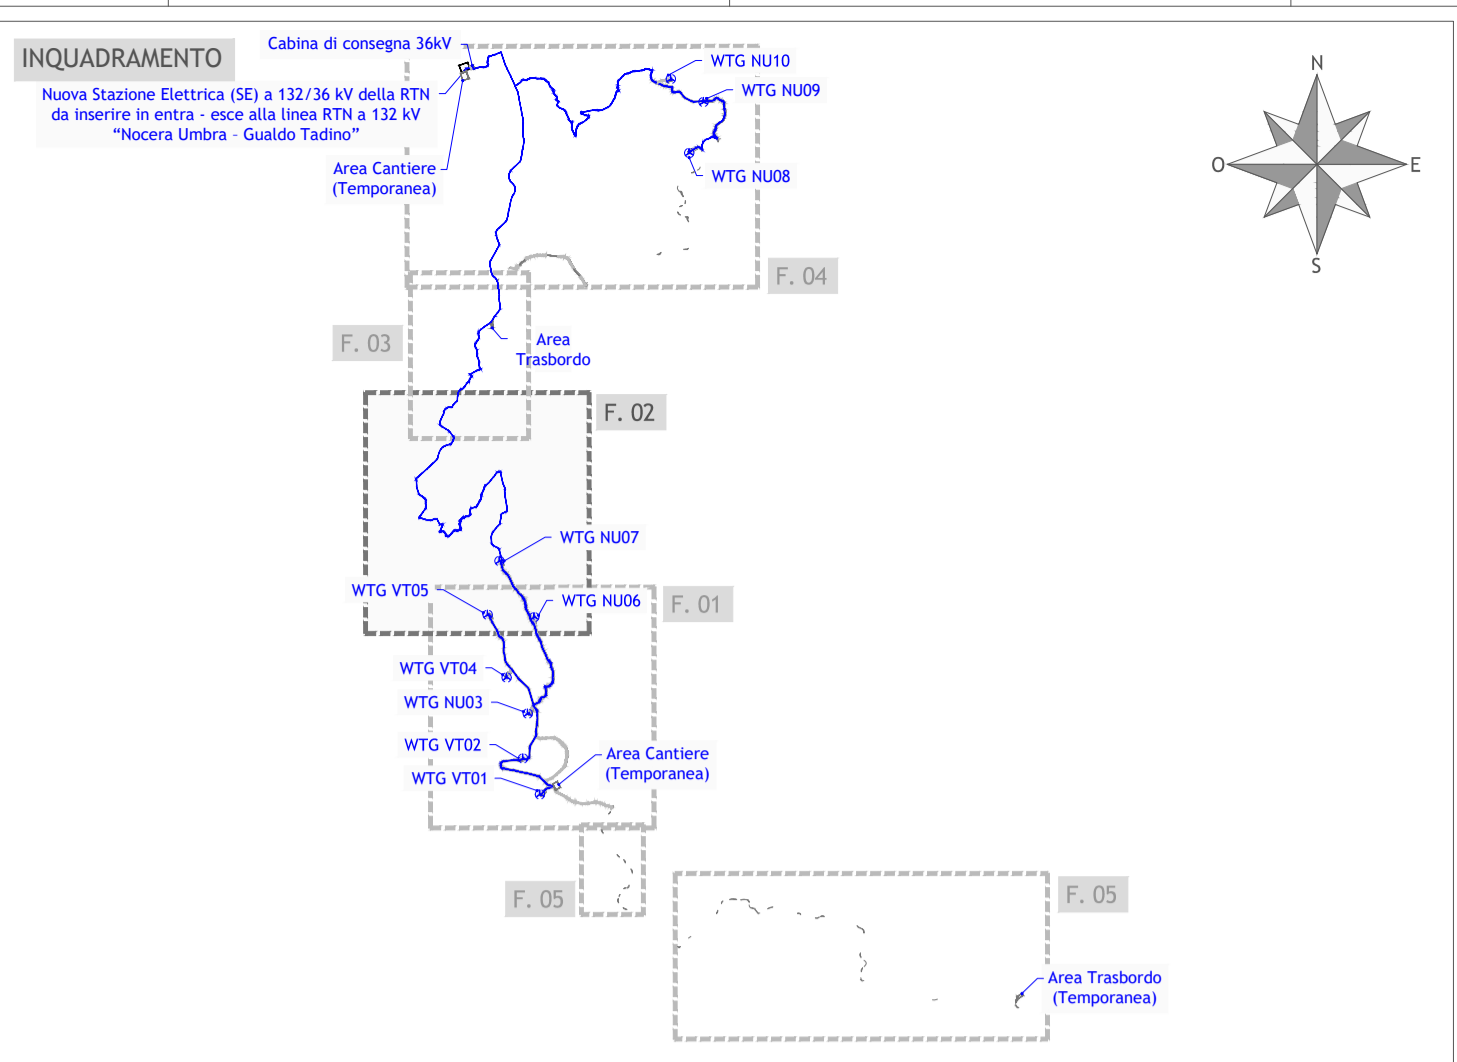 INQUADRAMENTO
Cabina di consegna 36kV
Nuova Stazione Elettrica (SE) a 132/36 kV della RTN
da inserire in entra - esce alla linea RTN a 132 kV
“Nocera Umbra - Gualdo Tadino”
Area Cantiere
(Temporanea)
WTG NU10
WTG NU09
WTG NU08
N
O
E
S
F. 04
F. 03
Area
Trasbordo
F. 02
WTG NU07
WTG VT05
WTG NU06
F. 01
WTG VT04
WTG NU03
WTG VT02
WTG VT01
Area Cantiere
(Temporanea)
F. 05
F. 05
Area Trasbordo
(Temporanea)